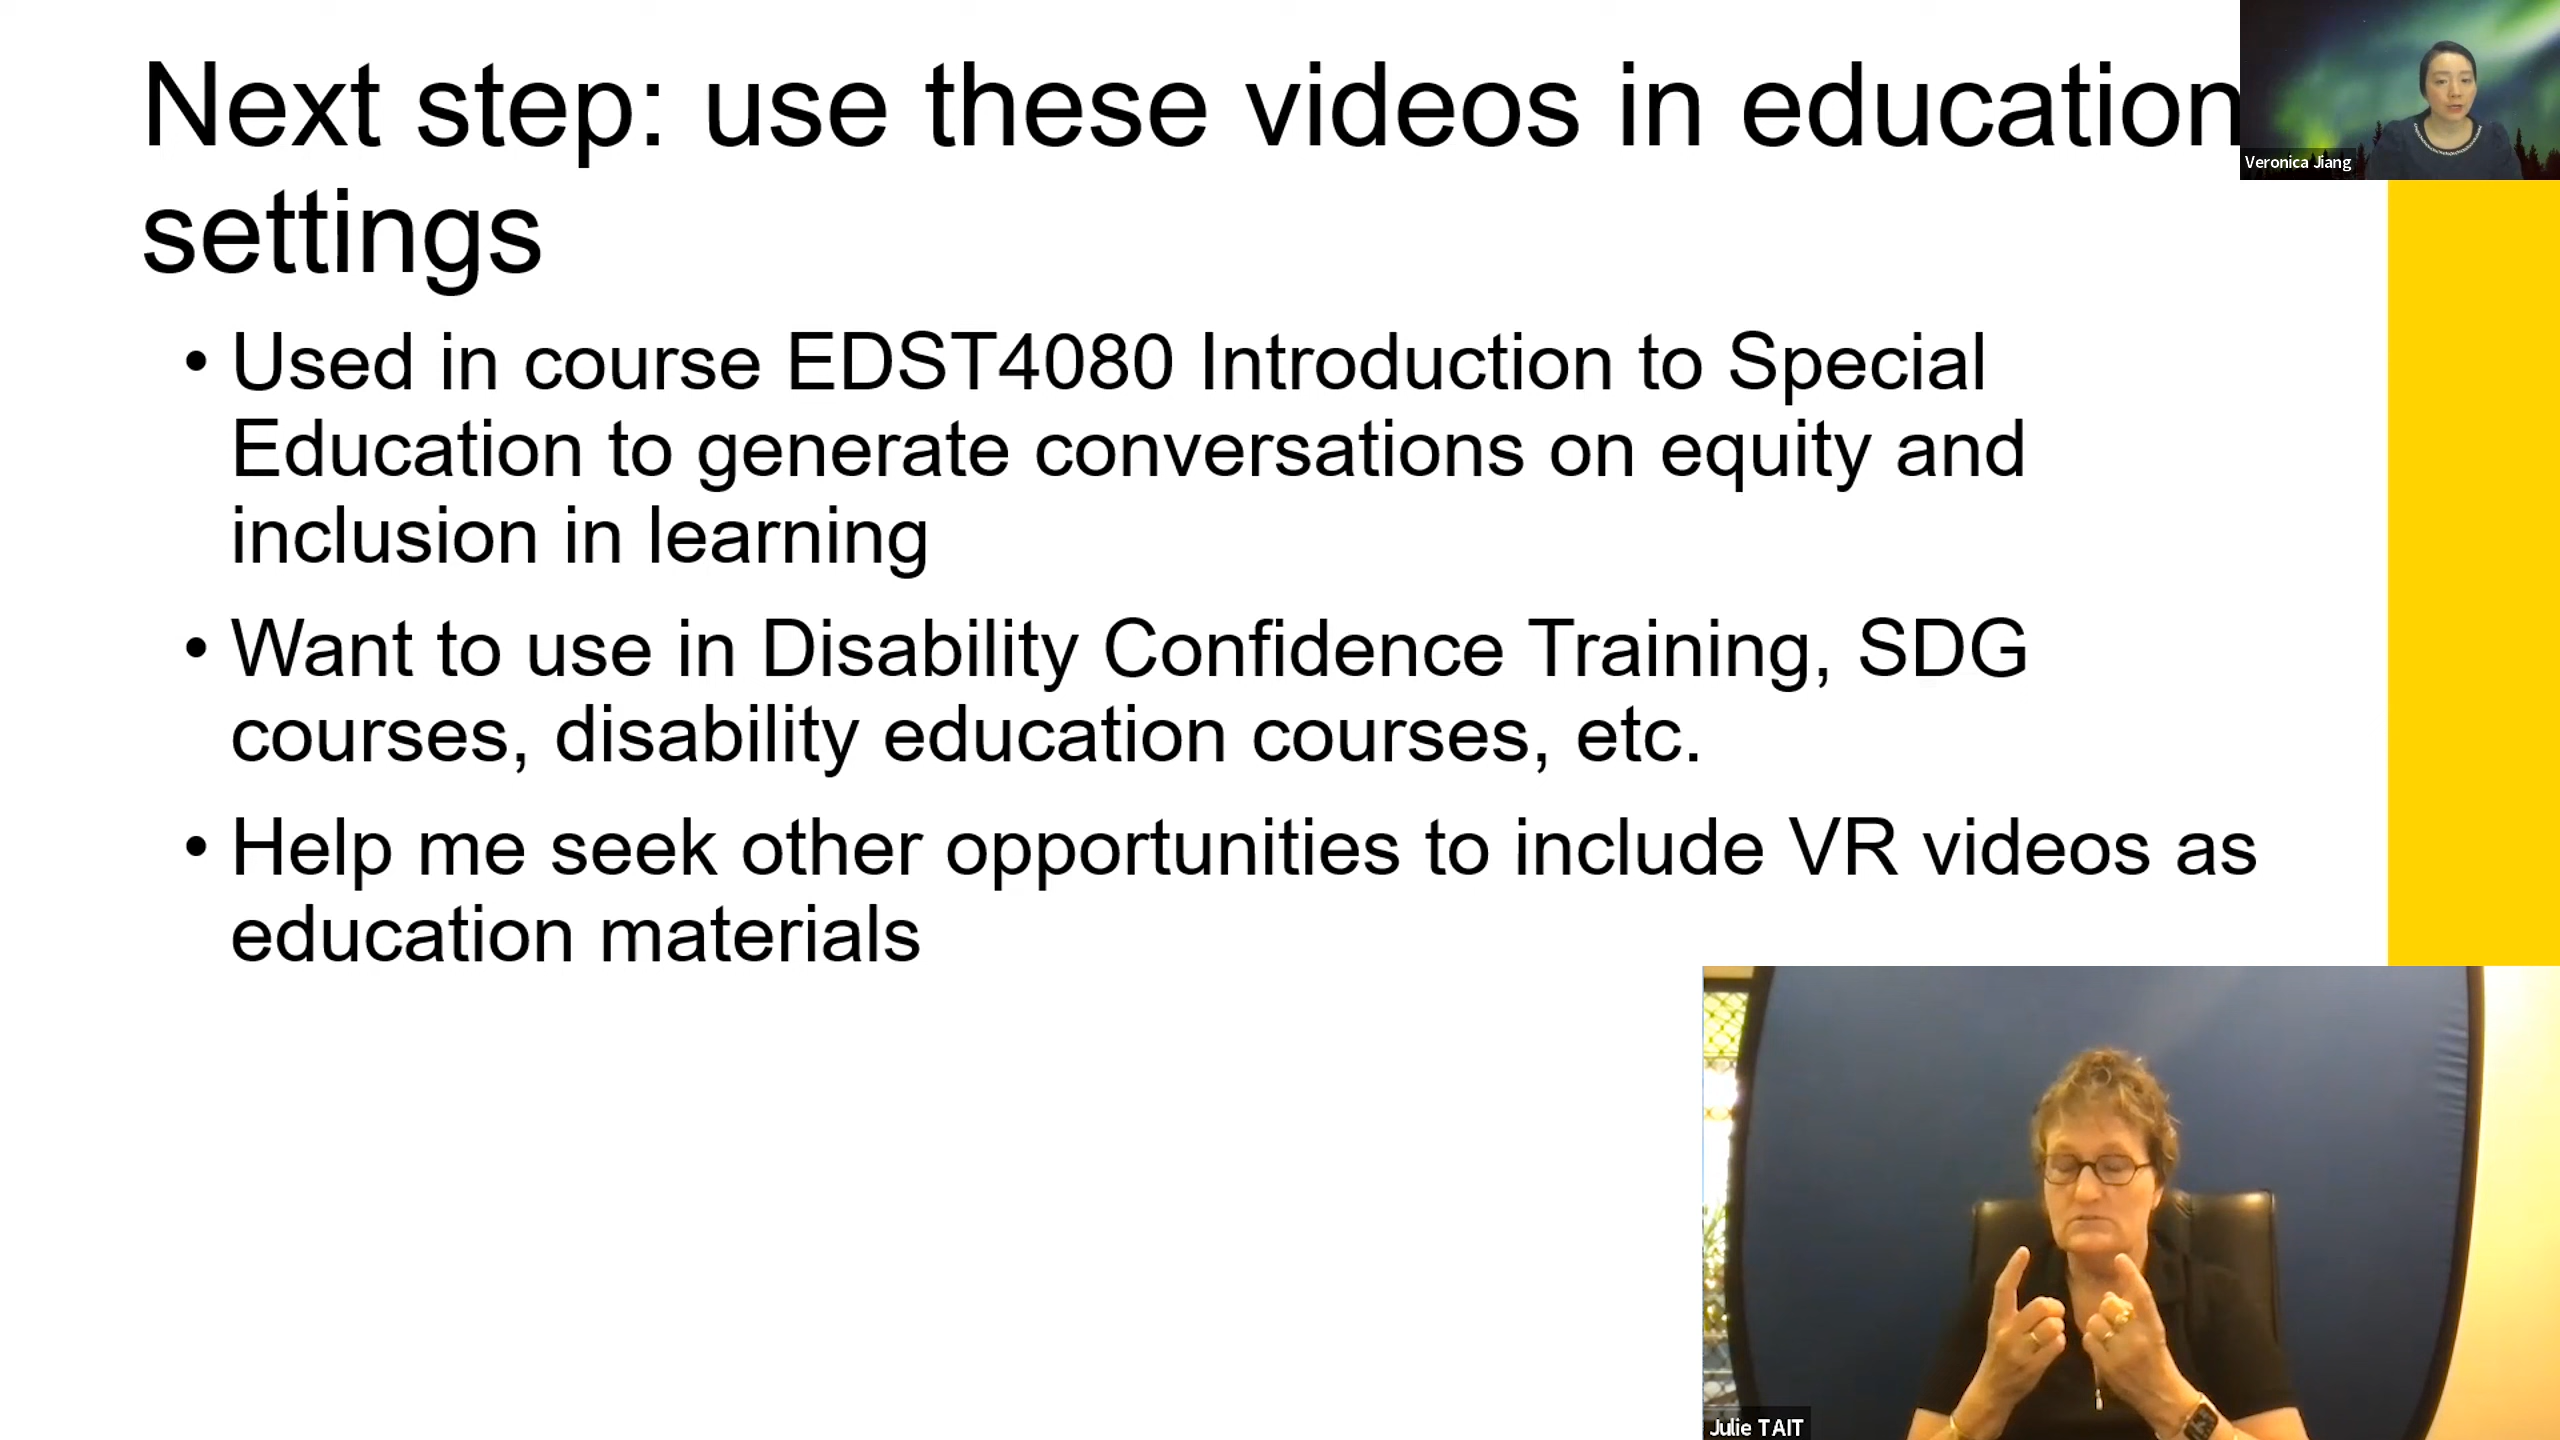 Next step: use these videos in education
settings
• Used in course EDST4080 Introduction to Special
Education to generate conversations on equity and
inclusion in learning
• Want to use in Disability Confidence Training, SDG
courses, disability education courses, etc.
• Help me seek other opportunities to include VR videos as
education materials
Veronica Jiang
Julie TAIT